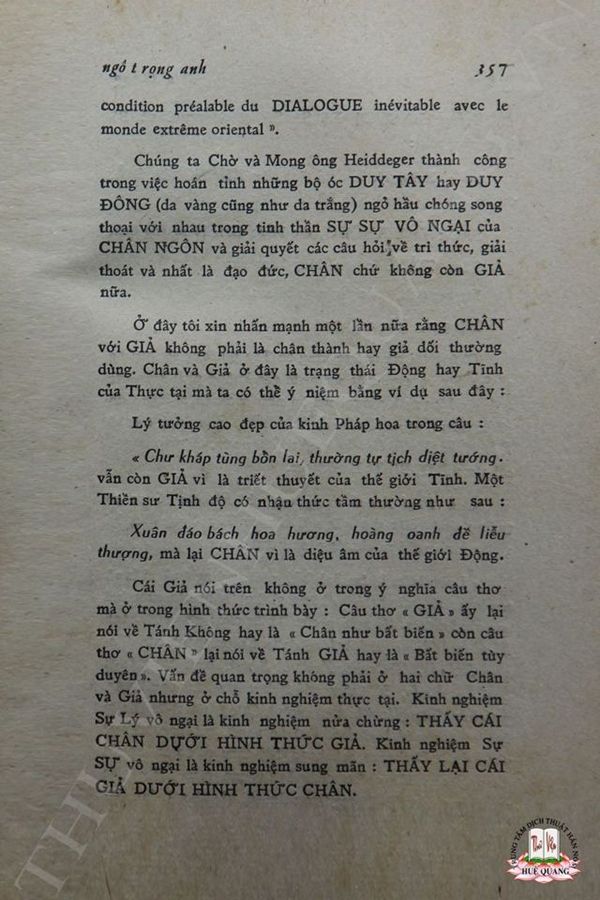 ngô trọng anh 357
condition préalable du DIALOGUE inévitable avec le
monde extrême oriental ».
Chúng ta Chờ và Mong ông Heiddeger thành công
trong việc hoán tỉnh những bộ óc DUY TÂY hay DUY
ĐÔNG (da vàng cũng như da trắng) ngỏ hầu chóng song
thoại với nhau trong tinh thần SỰ SỰ VÔ NGẠI của
CHÂN NGÔN và giải quyết các câu hỏi về tri thức, giải
thoát và nhất là đạo đức, CHÂN chứ không còn GIẢ
nữa.
Ở đây tôi xin nhấn mạnh một lần nữa rằng CHÂN
với GIẢ không phải là chân thành hay giả dối thường
dùng. Chân và Giả ở đây là trạng thái Động hay Tĩnh
của Thực tại mà ta có thể ý niệm bằng ví dụ sau đây :
Lý tưởng cao đẹp của kinh Pháp hoa trong câu :
« Chư kháp tùng bồn lai, thường tự tịch diệt tướng.
vẫn còn GIẢ vì là triết thuyết của thế giới Tĩnh. Một
Thiền sư Tịnh độ có nhận thức tầm thường như sau :
Xuân đáo bách hoa hương, hoàng oanh đề liễu
thượng, mà lại CHÂN vì là diệu âm của thế giới Động.
Cái Giả nói trên không ở trong ý nghĩa câu thơ
mà ở trong hình thức trình bày : Câu thơ « GIẢ » ấy lại
nói về Tánh Không hay là « Chân như bất biến » còn câu
thơ « CHÂN » lại nói về Tánh GIẢ hay là « Bất biến tùy
duyên ». Vấn đề quan trọng không phải ở hai chữ Chân
và Giả nhưng ở chỗ kinh nghiệm thực tại. Kinh nghiệm
Sự Lý vô ngại là kinh nghiệm nửa chừng : THẤY CÁI
CHÂN DƯỚI HÌNH THỨC GIẢ. Kinh nghiệm Sự
SỰ vô ngại là kinh nghiệm sung mãn : THẤY LẠI CÁI
GIẢ DƯỚI HÌNH THỨC CHÂN.
TRUNG TÂM DỊCH THUẬT HÁN NÔM
HUỆ QUANG